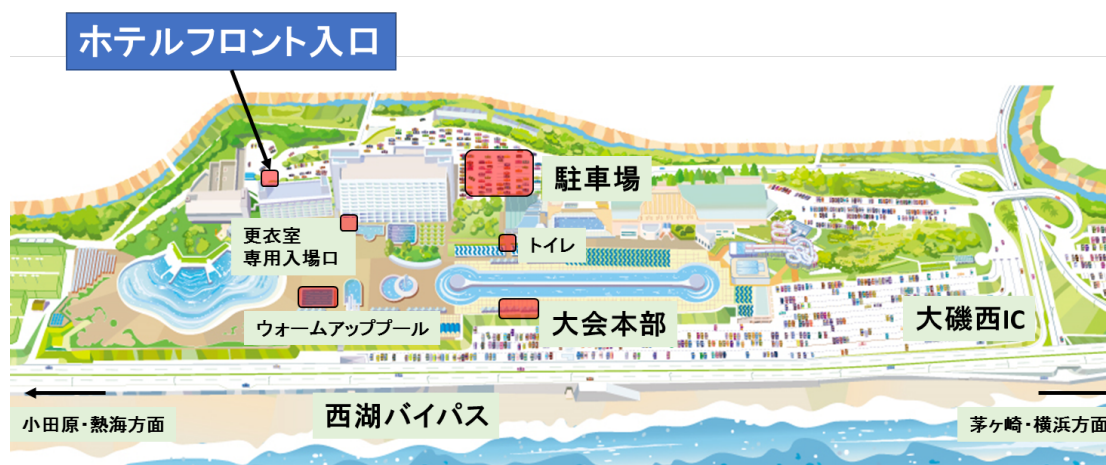 ホテルフロント入口
駐車場
更衣室
専用入場口
トイレ
ウォームアッププール
大会本部
大磯西IC
小田原・熱海方面
西湖バイパス
茅ヶ崎・横浜方面